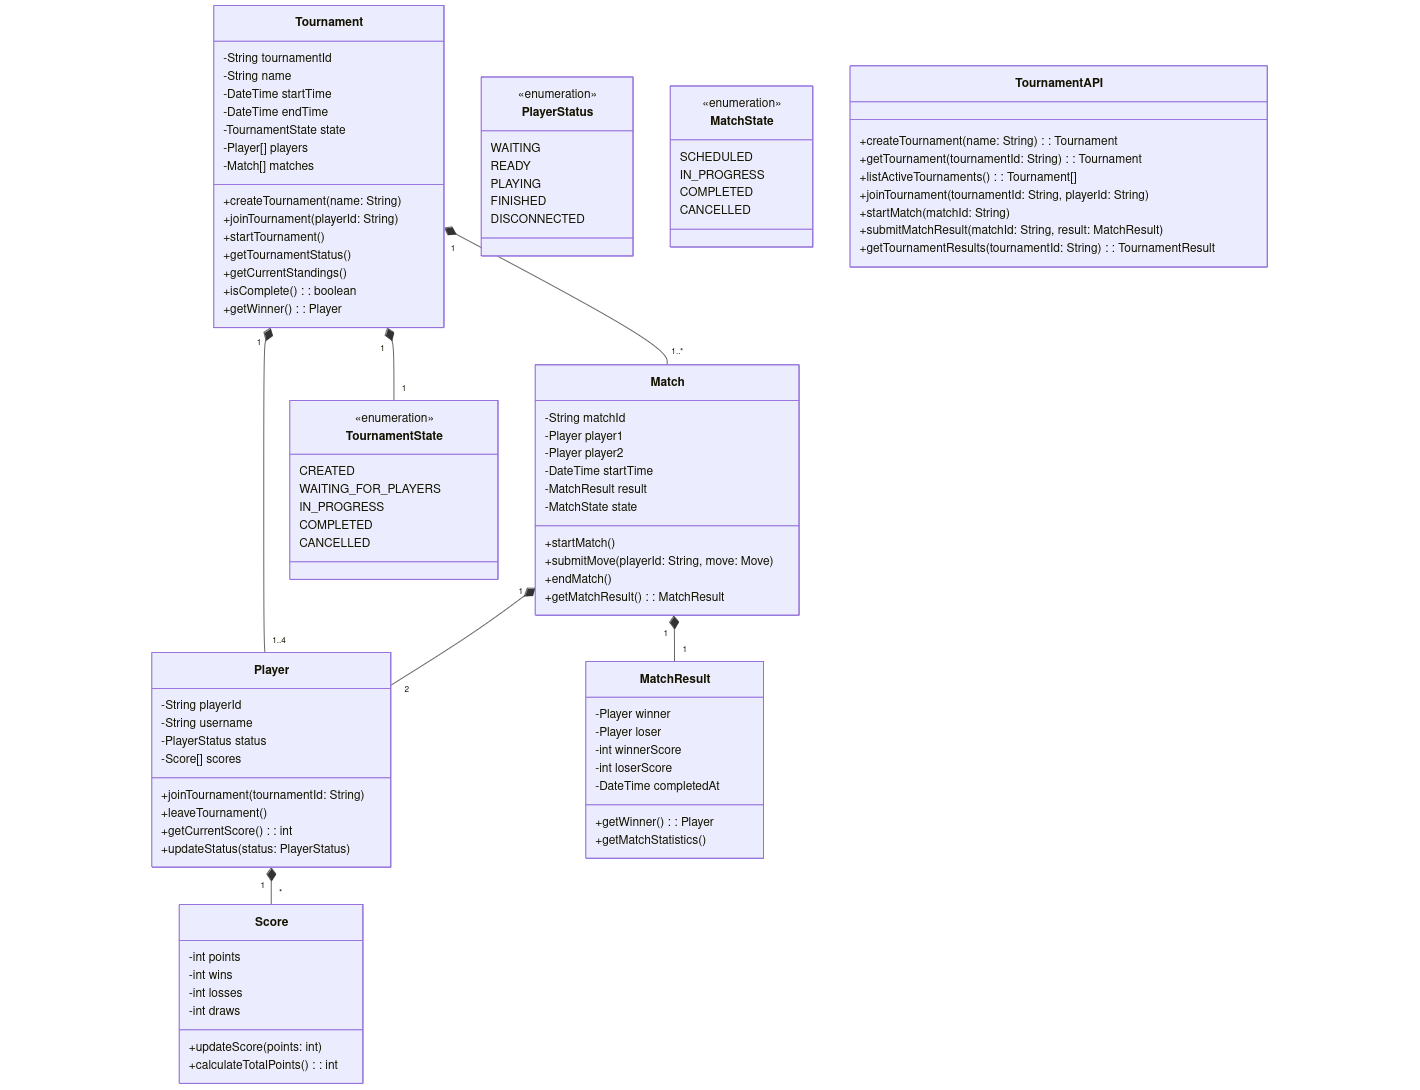 Tournament
-String tournamentId
-String name
-DateTime startTime
-DateTime endTime
-TournamentState state
-Player[] players
-Match[] matches
+createTournament(name: String)
+joinTournament(playerId: String)
+startTournament()
+getTournamentStatus()
+getCurrentStandings()
+isComplete() : : boolean
+getWinner() : : Player
«enumeration»
PlayerStatus
WAITING
READY
PLAYING
FINISHED
DISCONNECTED
«enumeration»
MatchState
SCHEDULED
IN_PROGRESS
COMPLETED
CANCELLED
TournamentAPI
+createTournament(name: String) : : Tournament
+getTournament(tournamentId: String) : : Tournament
+listActiveTournaments() : : Tournament[]
+joinTournament(tournamentId: String, playerId: String)
+startMatch(matchId: String)
+submitMatchResult(matchId: String, result: MatchResult)
+getTournamentResults(tournamentId: String) : : TournamentResult
1
1
1
1..*
1
«enumeration»
TournamentState
CREATED
WAITING_FOR_PLAYERS
IN_PROGRESS
COMPLETED
CANCELLED
Match
-String matchId
-Player player1
-Player player2
-DateTime startTime
-MatchResult result
-MatchState state
+startMatch()
+submitMove(playerId: String, move: Move)
+endMatch()
+getMatchResult() : : MatchResult
1
1
1..4
1
2
Player
-String playerId
-String username
-PlayerStatus status
-Score[] scores
+joinTournament(tournamentId: String)
+leaveTournament()
+getCurrentScore() : : int
+updateStatus(status: PlayerStatus)
MatchResult
-Player winner
-Player loser
-int winnerScore
-int loserScore
-DateTime completedAt
+getWinner() : : Player
+getMatchStatistics()
1
*
Score
-int points
-int wins
-int losses
-int draws
+updateScore(points: int)
+calculateTotalPoints() : : int